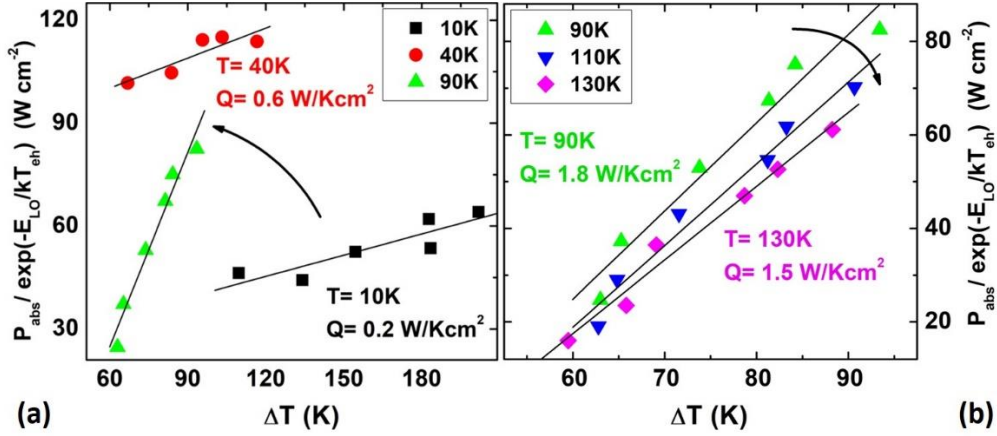 (a)
P_abs/ exp(-E_LO/kT_eh) (W cm^-2)
120
90
60
30
10K
40K
90K
T= 40K
Q= 0.6 W/Kcm^2
T= 10K
Q= 0.2 W/Kcm^2
60 90 120 150 180
ΔT (K)
(b)
90K
110K
130K
T= 90K
Q= 1.8 W/Kcm^2
T= 130K
Q= 1.5 W/Kcm^2
80
60
40
20
P_abs/ exp(-E_LO/kT_eh) (W cm^-2)
60 70 80 90
ΔT (K)